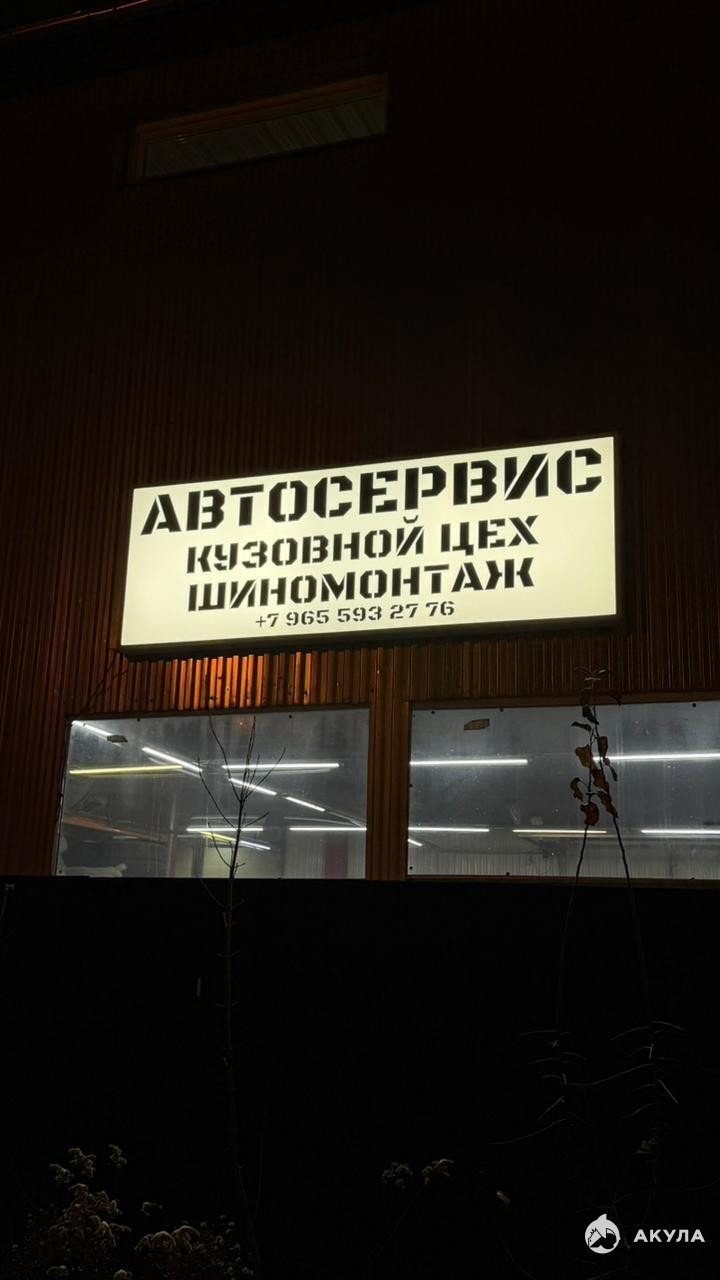 АВТОСЕРВИС
КУЗОВНОЙ ЦЕХ
ШИНОМОНТАЖ
+7 965 593 27 76
АКУЛА